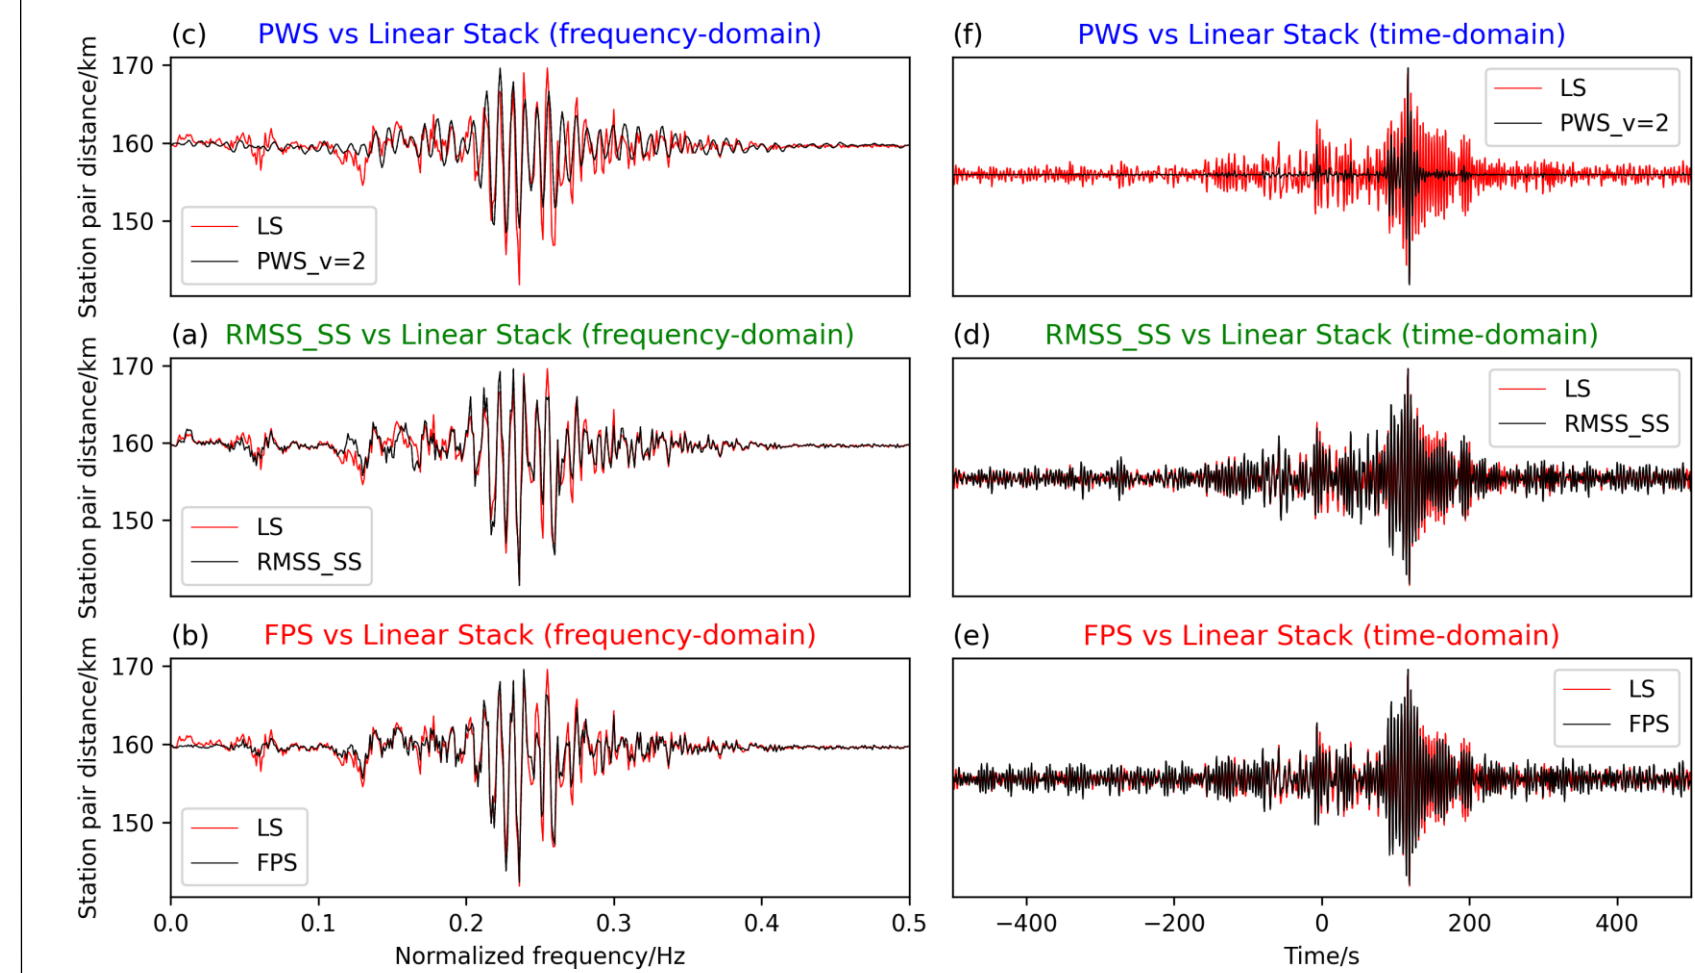 (c) PWS vs Linear Stack (frequency-domain)
Station pair distance/km
170
160
150
LS
PWS_v=2
(f) PWS vs Linear Stack (time-domain)
LS
PWS_v=2
(a) RMSS_SS vs Linear Stack (frequency-domain)
Station pair distance/km
170
160
150
LS
RMSS_SS
(d) RMSS_SS vs Linear Stack (time-domain)
LS
RMSS_SS
(b) FPS vs Linear Stack (frequency-domain)
Station pair distance/km
170
160
150
LS
FPS
0.0 0.1 0.2 0.3 0.4 0.5
Normalized frequency/Hz
(e) FPS vs Linear Stack (time-domain)
LS
FPS
−400 −200 0 200 400
Time/s